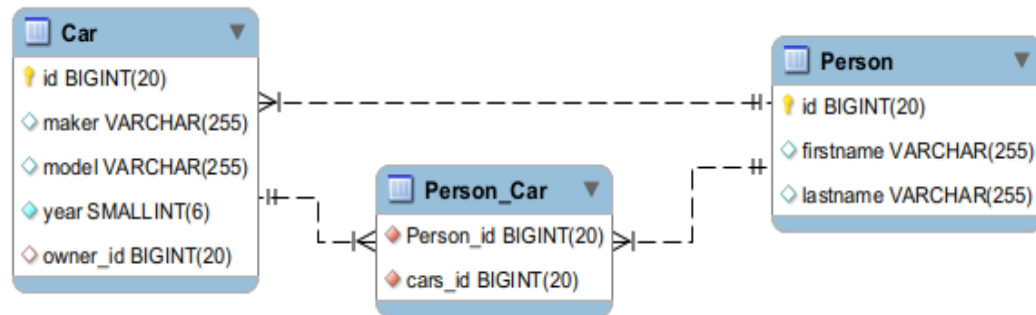 Car
id BIGINT(20)
maker VARCHAR(255)
model VARCHAR(255)
year SMALLINT(6)
owner_id BIGINT(20)
Person_Car
Person_id BIGINT(20)
cars_id BIGINT(20)
Person
id BIGINT(20)
firstname VARCHAR(255)
lastname VARCHAR(255)